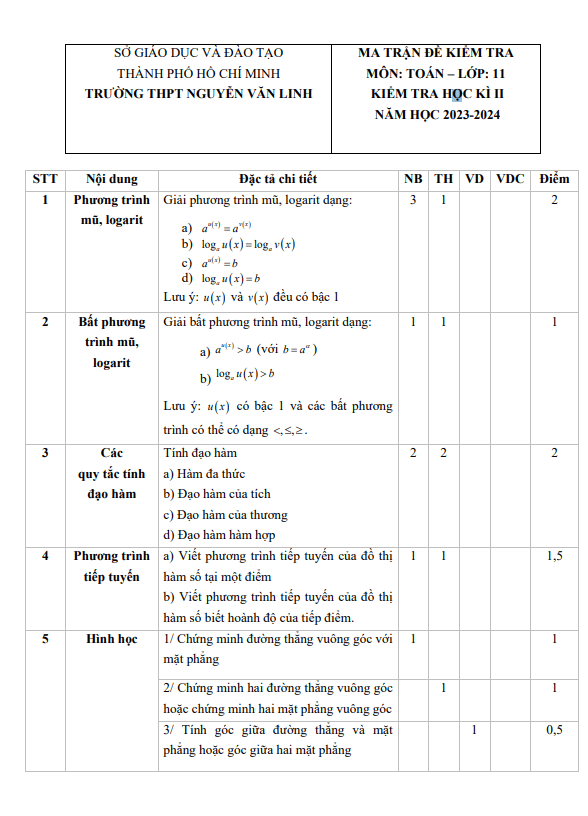 SỞ GIÁO DỤC VÀ ĐÀO TẠO
THÀNH PHỐ HỒ CHÍ MINH
TRƯỜNG THPT NGUYỄN VĂN LINH
MA TRẬN ĐỀ KIỂM TRA
MÔN: TOÁN – LỚP: 11
KIỂM TRA HỌC KÌ II
NĂM HỌC 2023-2024
STT Nội dung Đặc tả chi tiết NB TH VD VDC Điểm
1 Phương trình mũ, logarit Giải phương trình mũ, logarit dạng: 3 1 2
a) a^{u(x)} = a^{v(x)}
b) log_a u(x) = log_a v(x)
c) a^{u(x)} = b
d) log_a u(x) = b
Lưu ý: u(x) và v(x) đều có bậc 1
2 Bất phương trình mũ, logarit Giải bất phương trình mũ, logarit dạng: 1 1 1
a) a^{u(x)} > b (với b = a^α)
b) log_a u(x) > b
Lưu ý: u(x) có bậc 1 và các bất phương
trình có thể có dạng <, ≤, ≥.
3 Các quy tắc tính đạo hàm Tính đạo hàm 2 2 2
a) Hàm đa thức
b) Đạo hàm của tích
c) Đạo hàm của thương
d) Đạo hàm hàm hợp
4 Phương trình tiếp tuyến a) Viết phương trình tiếp tuyến của đồ thị 1 1 1,5
hàm số tại một điểm
b) Viết phương trình tiếp tuyến của đồ thị
hàm số biết hoành độ của tiếp điểm.
5 Hình học 1/ Chứng minh đường thẳng vuông góc với 1 1
mặt phẳng
2/ Chứng minh hai đường thẳng vuông góc 1 1
hoặc chứng minh hai mặt phẳng vuông góc
3/ Tính góc giữa đường thẳng và mặt 1 0,5
phẳng hoặc góc giữa hai mặt phẳng